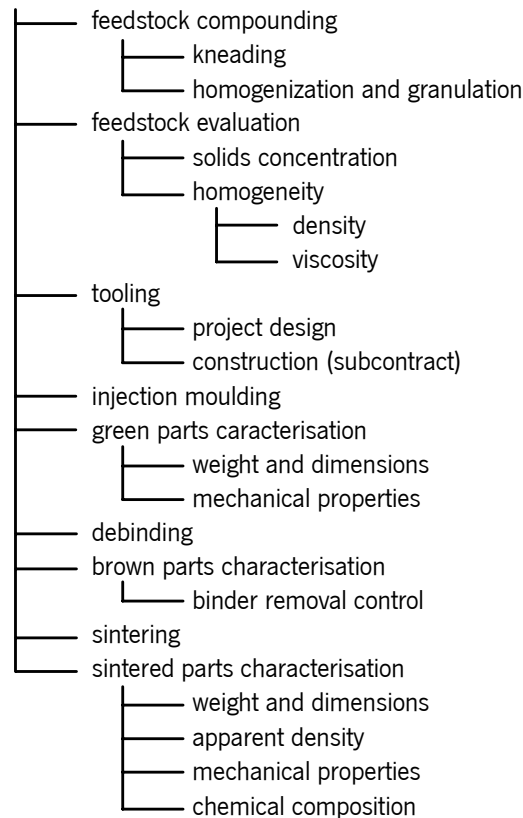 feedstock compounding
kneading
homogenization and granulation
feedstock evaluation
solids concentration
homogeneity
density
viscosity
tooling
project design
construction (subcontract)
injection moulding
green parts caracterisation
weight and dimensions
mechanical properties
debinding
brown parts characterisation
binder removal control
sintering
sintered parts characterisation
weight and dimensions
apparent density
mechanical properties
chemical composition